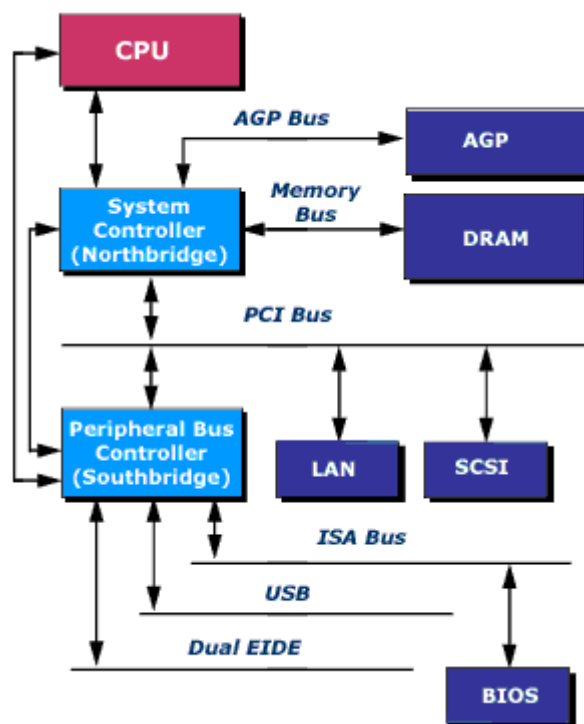 CPU
AGP Bus
AGP
System
Controller
(Northbridge)
Memory
Bus
DRAM
PCI Bus
Peripheral Bus
Controller
(Southbridge)
LAN
SCSI
ISA Bus
USB
Dual EIDE
BIOS